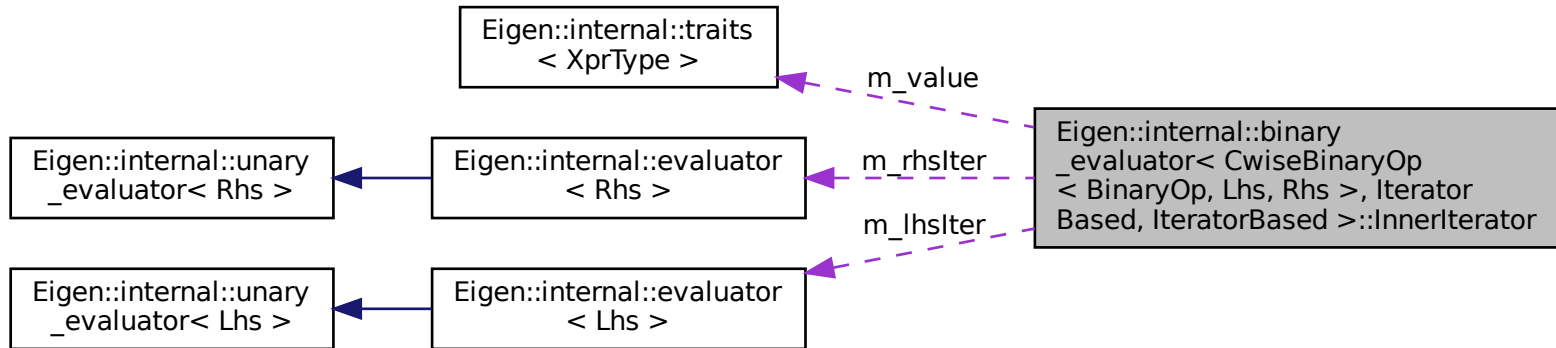 Eigen::internal::traits
< XprType >
m_value
Eigen::internal::binary
_evaluator< CwiseBinaryOp
< BinaryOp, Lhs, Rhs >, Iterator
Based, IteratorBased >::InnerIterator
Eigen::internal::unary
_evaluator< Rhs >
Eigen::internal::evaluator
< Rhs >
m_rhsIter
m_lhsIter
Eigen::internal::unary
_evaluator< Lhs >
Eigen::internal::evaluator
< Lhs >